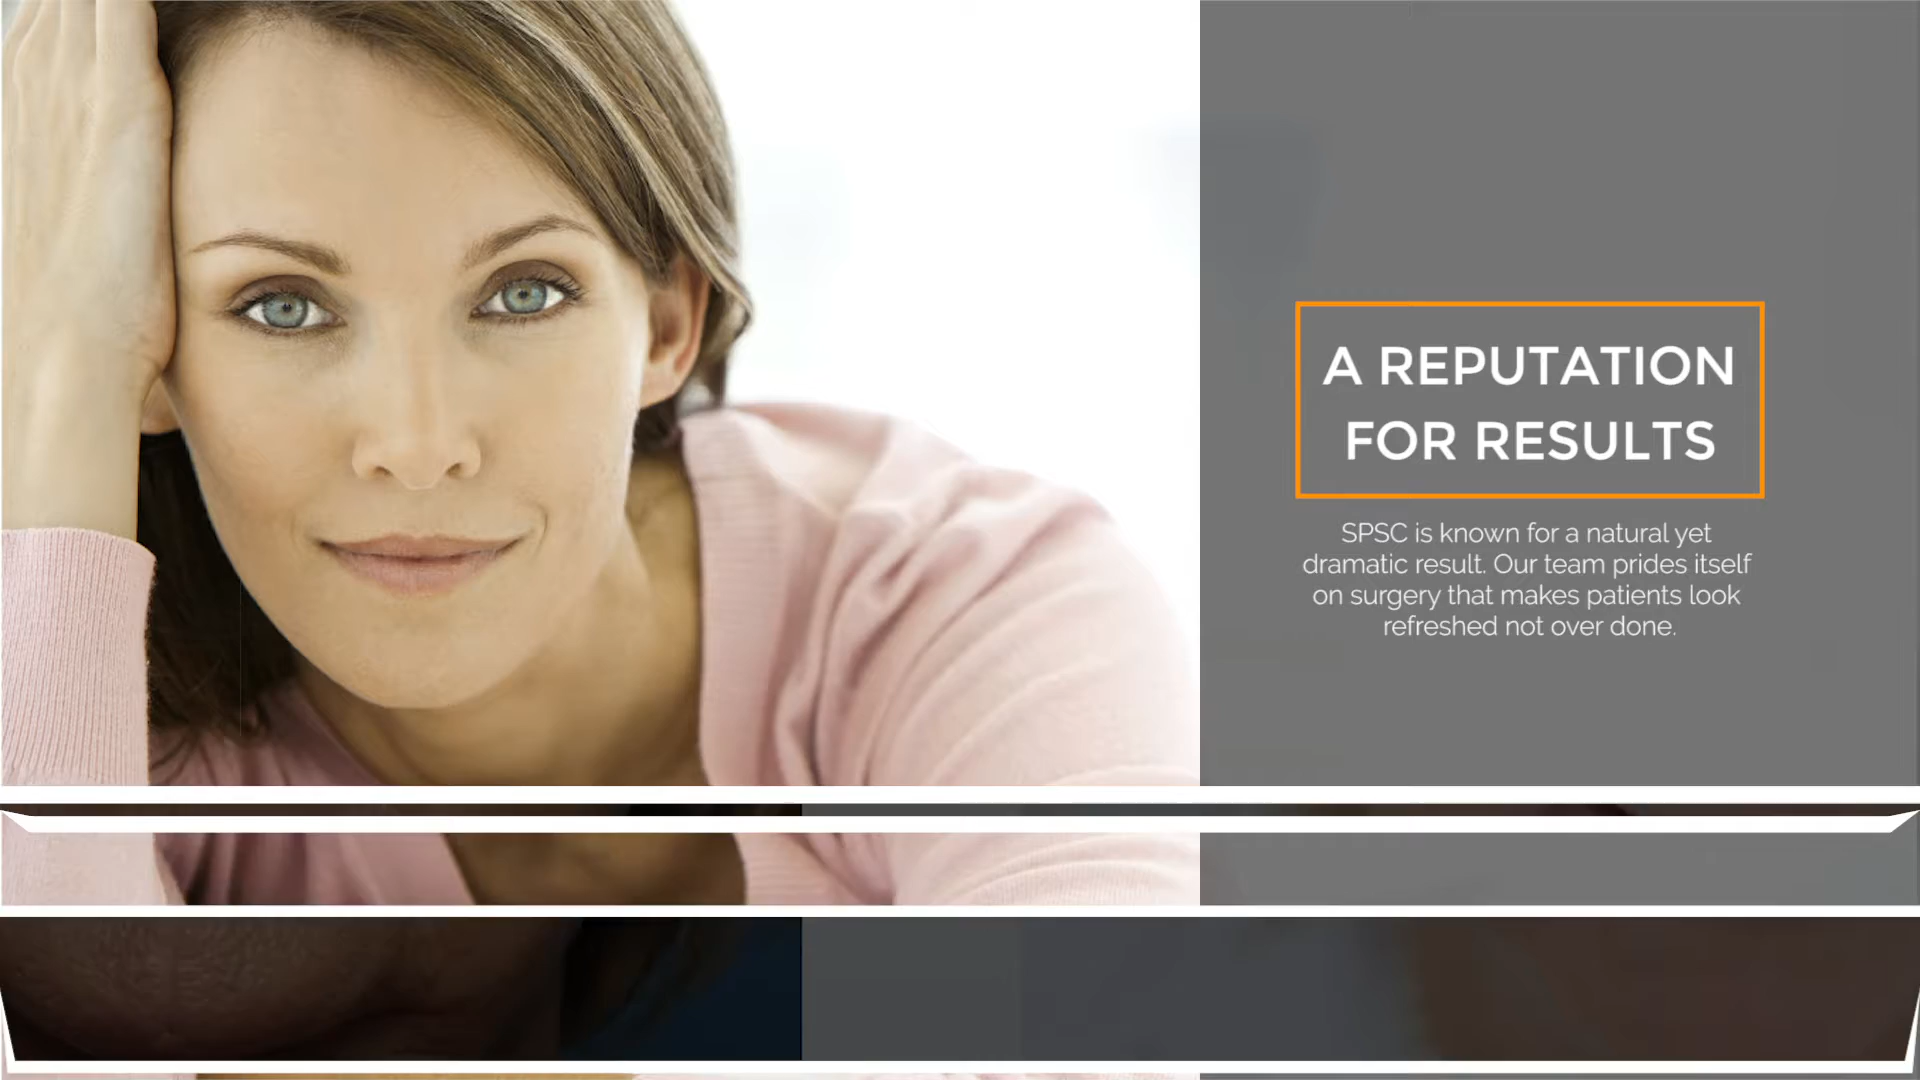 A REPUTATION
FOR RESULTS
SPSC is known for a natural yet
dramatic result. Our team prides itself
on surgery that makes patients look
refreshed not over done.